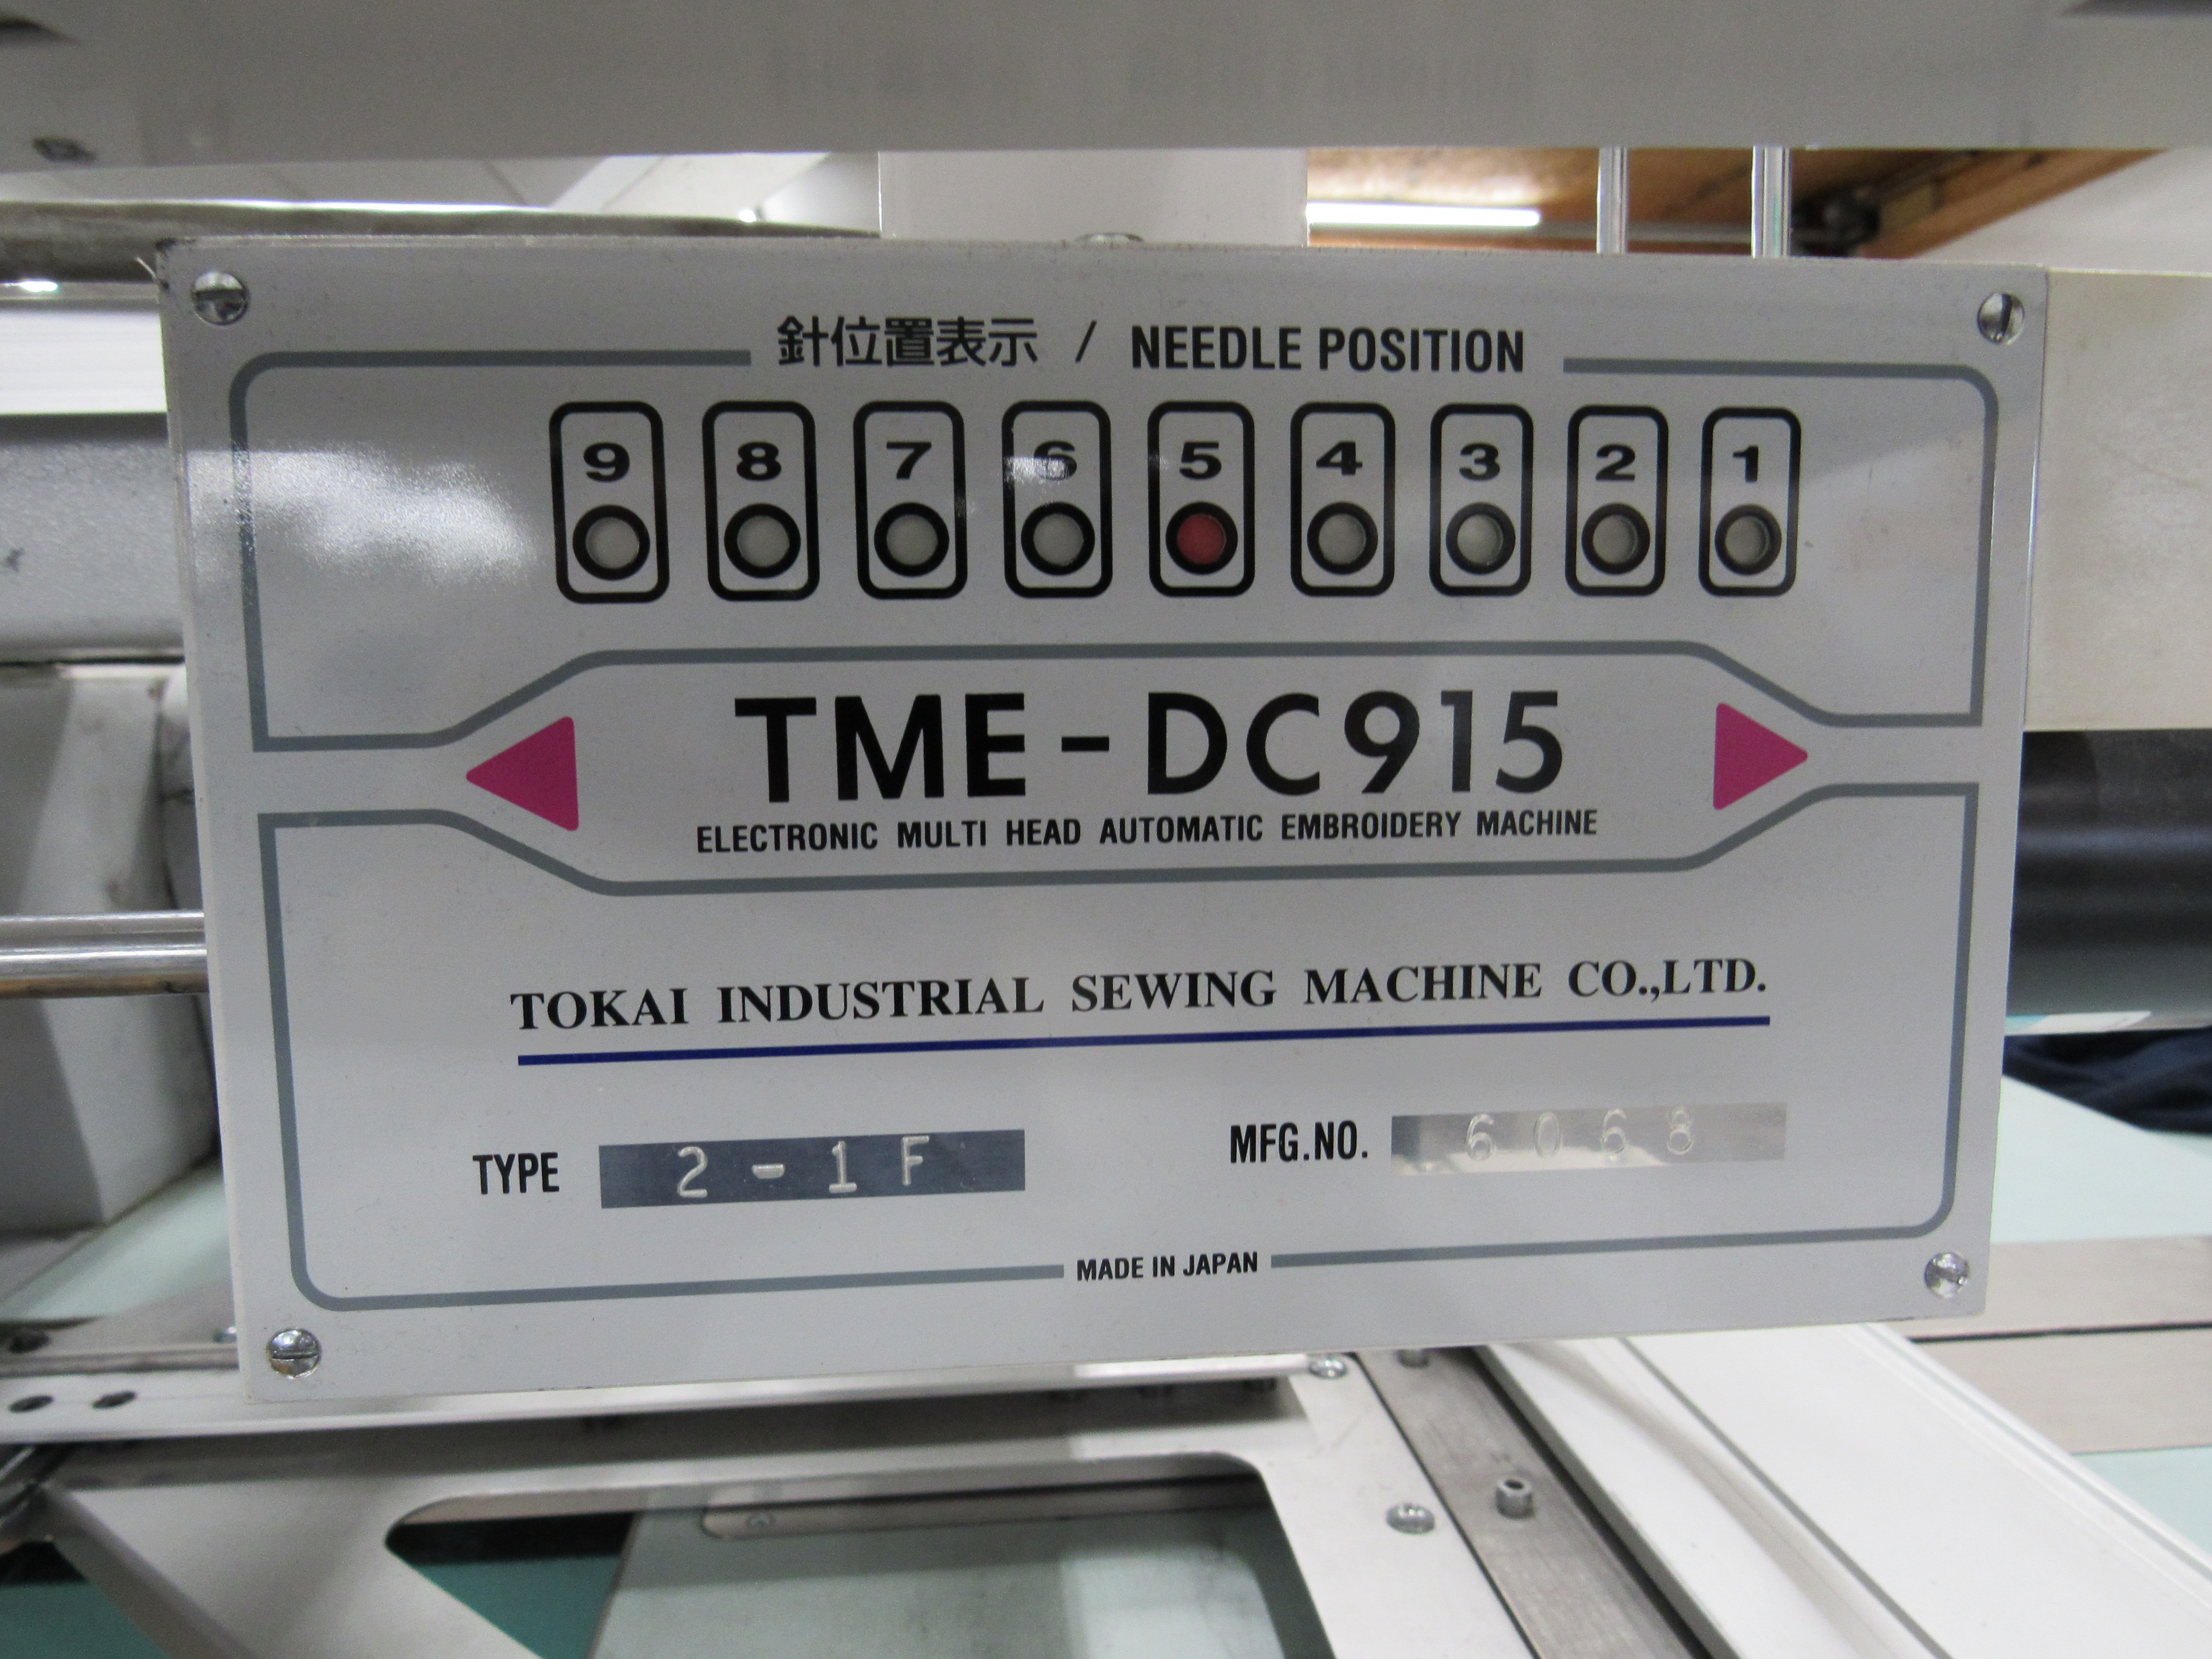 針位置表示 / NEEDLE POSITION
9 8 7 6 5 4 3 2 1
TME-DC915
ELECTRONIC MULTI HEAD AUTOMATIC EMBROIDERY MACHINE
TOKAI INDUSTRIAL SEWING MACHINE CO.,LTD.
TYPE 2-1F MFG.NO. 6068
MADE IN JAPAN